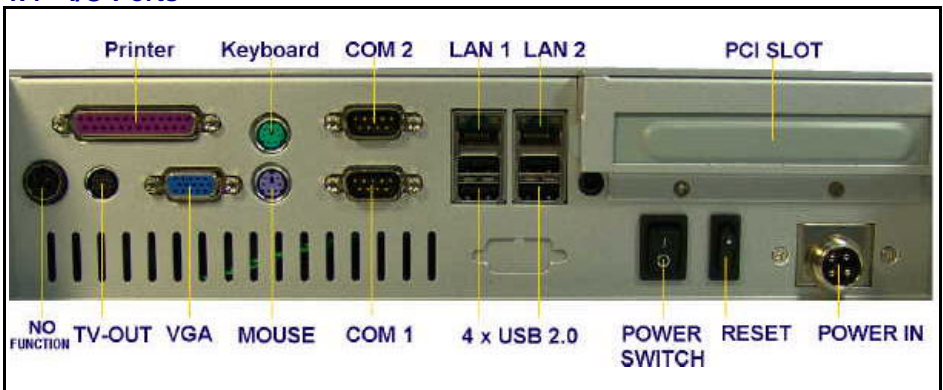 Printer Keyboard COM 2 LAN 1 LAN 2 PCI SLOT
NO FUNCTION TV-OUT VGA MOUSE COM 1 4 x USB 2.0 POWER SWITCH RESET POWER IN